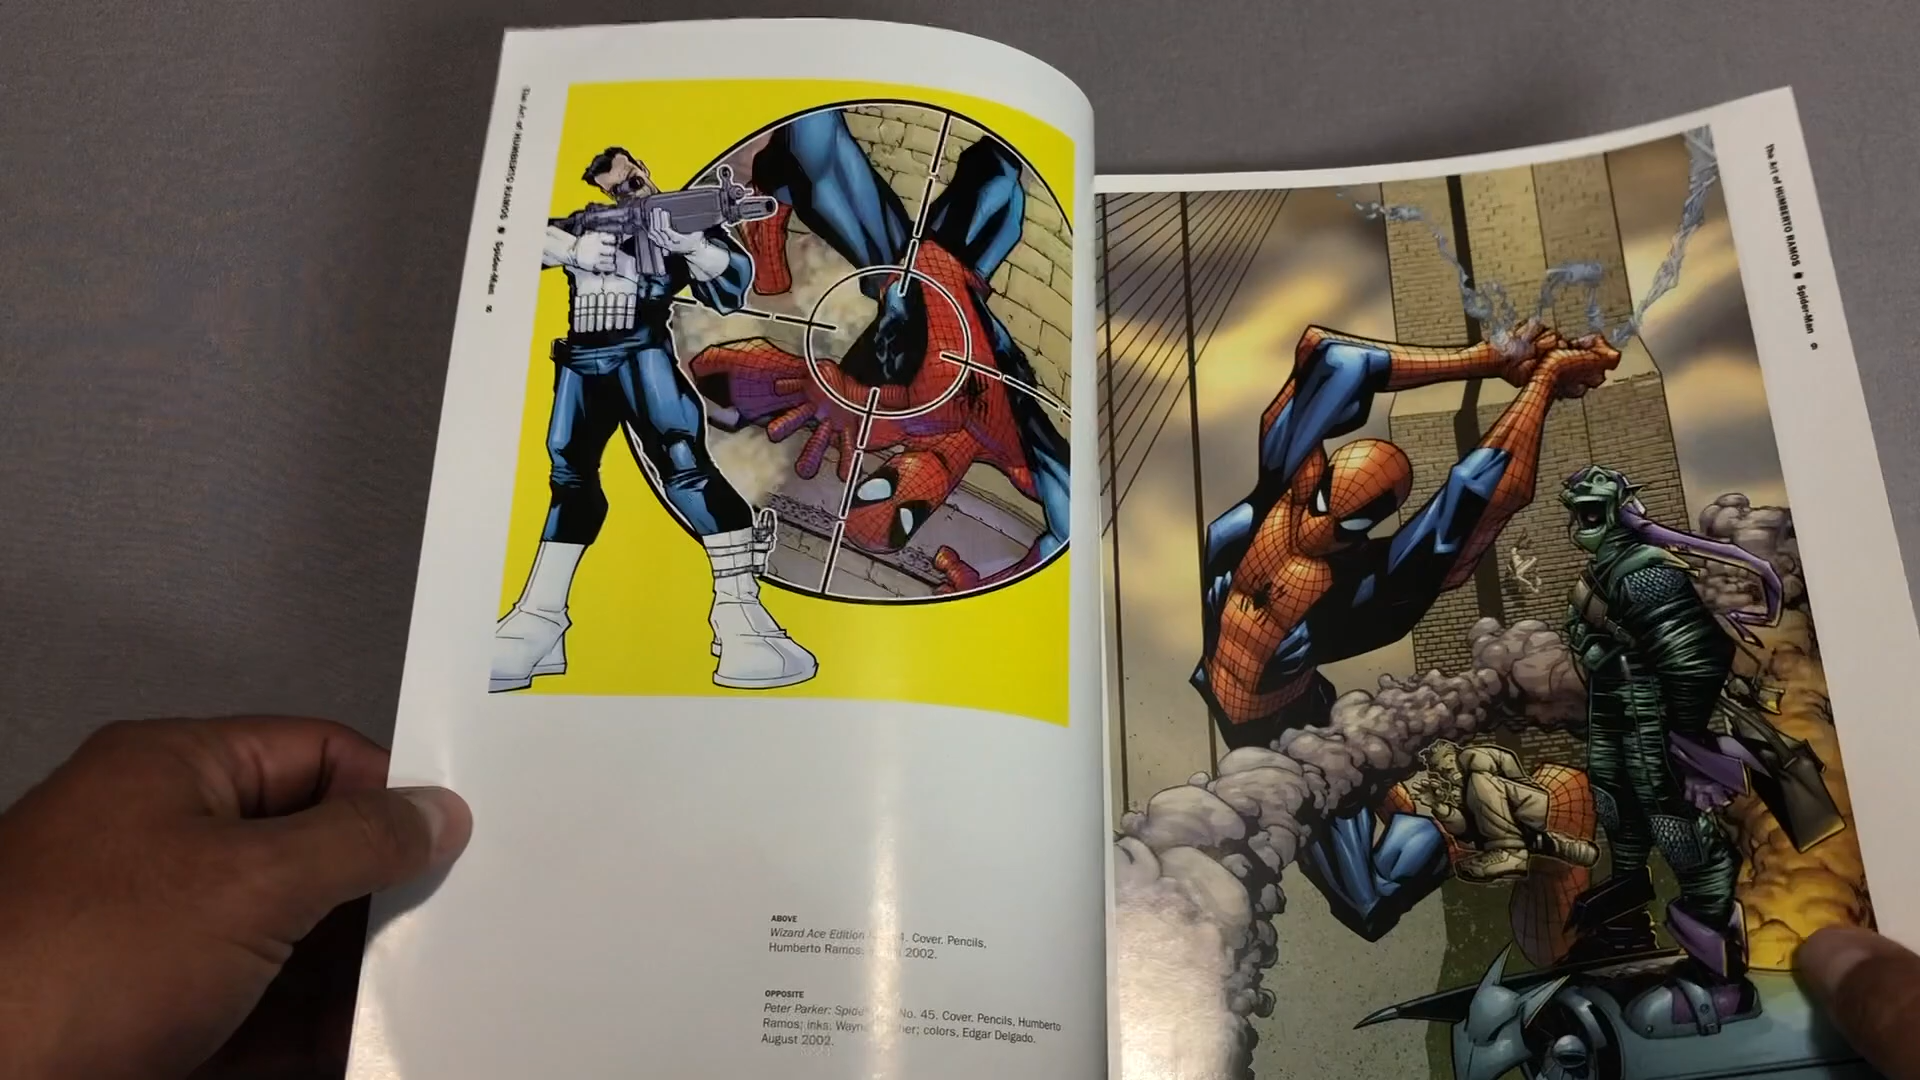 The Art of HUMBERTO RAMOS Spider-Man
ABOVE
Wizard Ace Edition 1. Cover. Pencils,
Humberto Ramos; 2002.
OPPOSITE
Peter Parker: No. 45. Cover. Pencils, Humberto
Ramos; inks, colors, Edgar Delgado.
August 2002.
The Art of HUMBERTO RAMOS Spider-Man